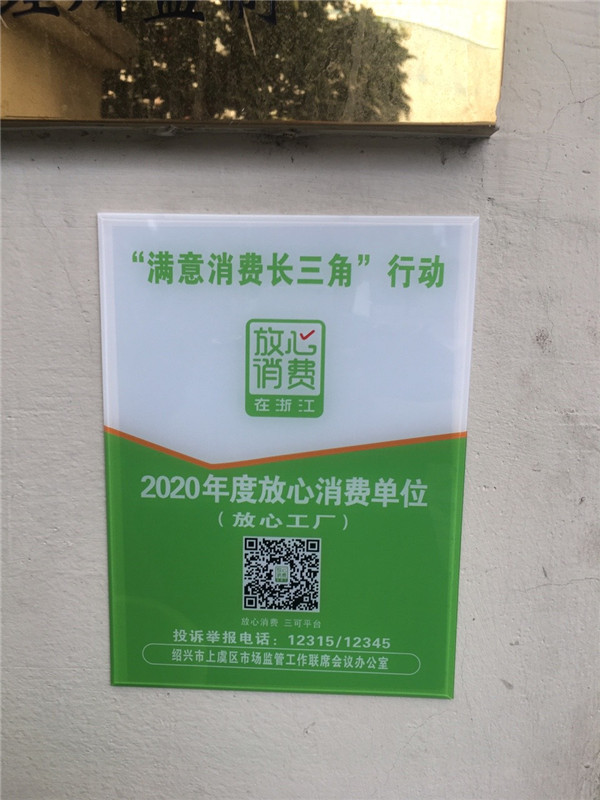 监制
“满意消费长三角”行动
放心
消费
在浙江
2020年度放心消费单位
(放心工厂)
放心消费 三可平台
投诉举报电话：12315/12345
绍兴市上虞区市场监管工作联席会议办公室